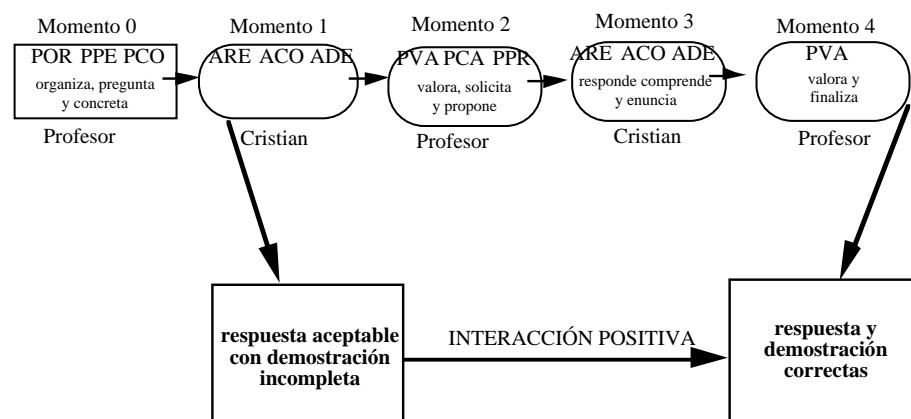 Momento 0
Momento 1
Momento 2
Momento 3
Momento 4
POR PPE PCO
organiza, pregunta
y concreta
ARE ACO ADE
PVA PCA PPR
valora, solicita
y propone
ARE ACO ADE
responde comprende
y enuncia
PVA
valora y
finaliza
Profesor
Cristian
Profesor
Cristian
Profesor
respuesta aceptable
con demostración
incompleta
INTERACCIÓN POSITIVA
respuesta y
demostración
correctas